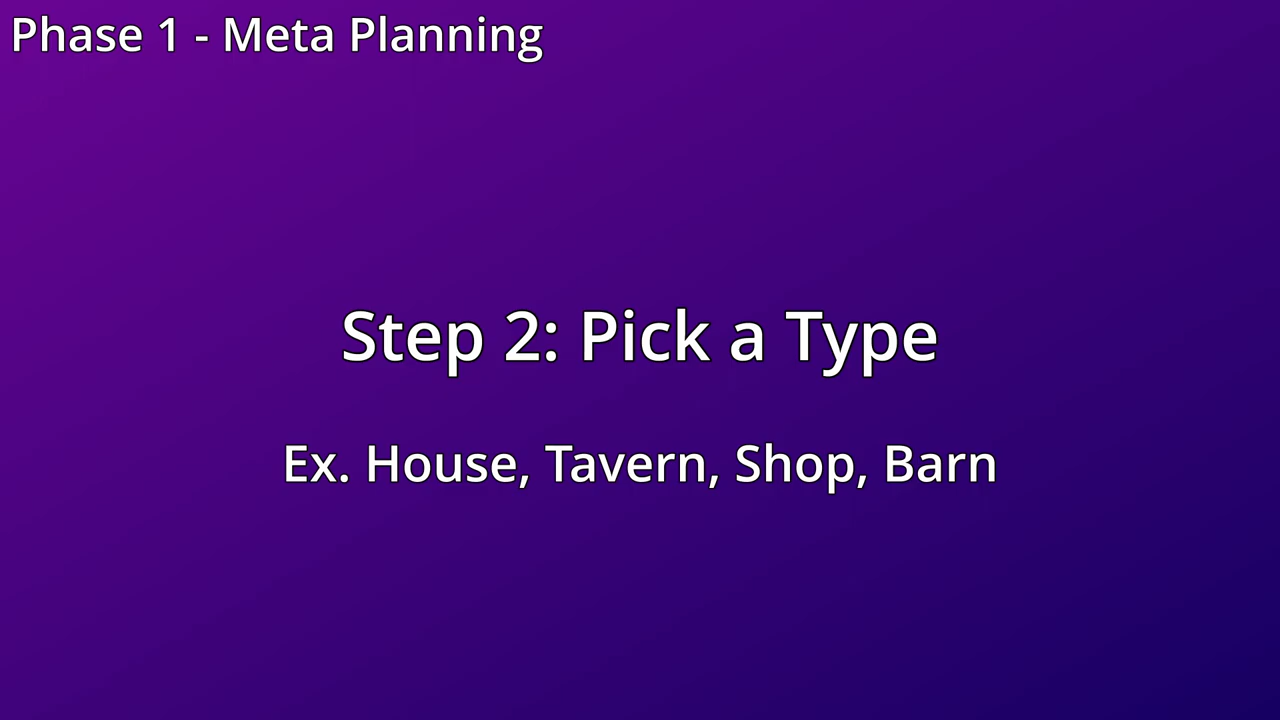 Phase 1 - Meta Planning
Step 2: Pick a Type
Ex. House, Tavern, Shop, Barn